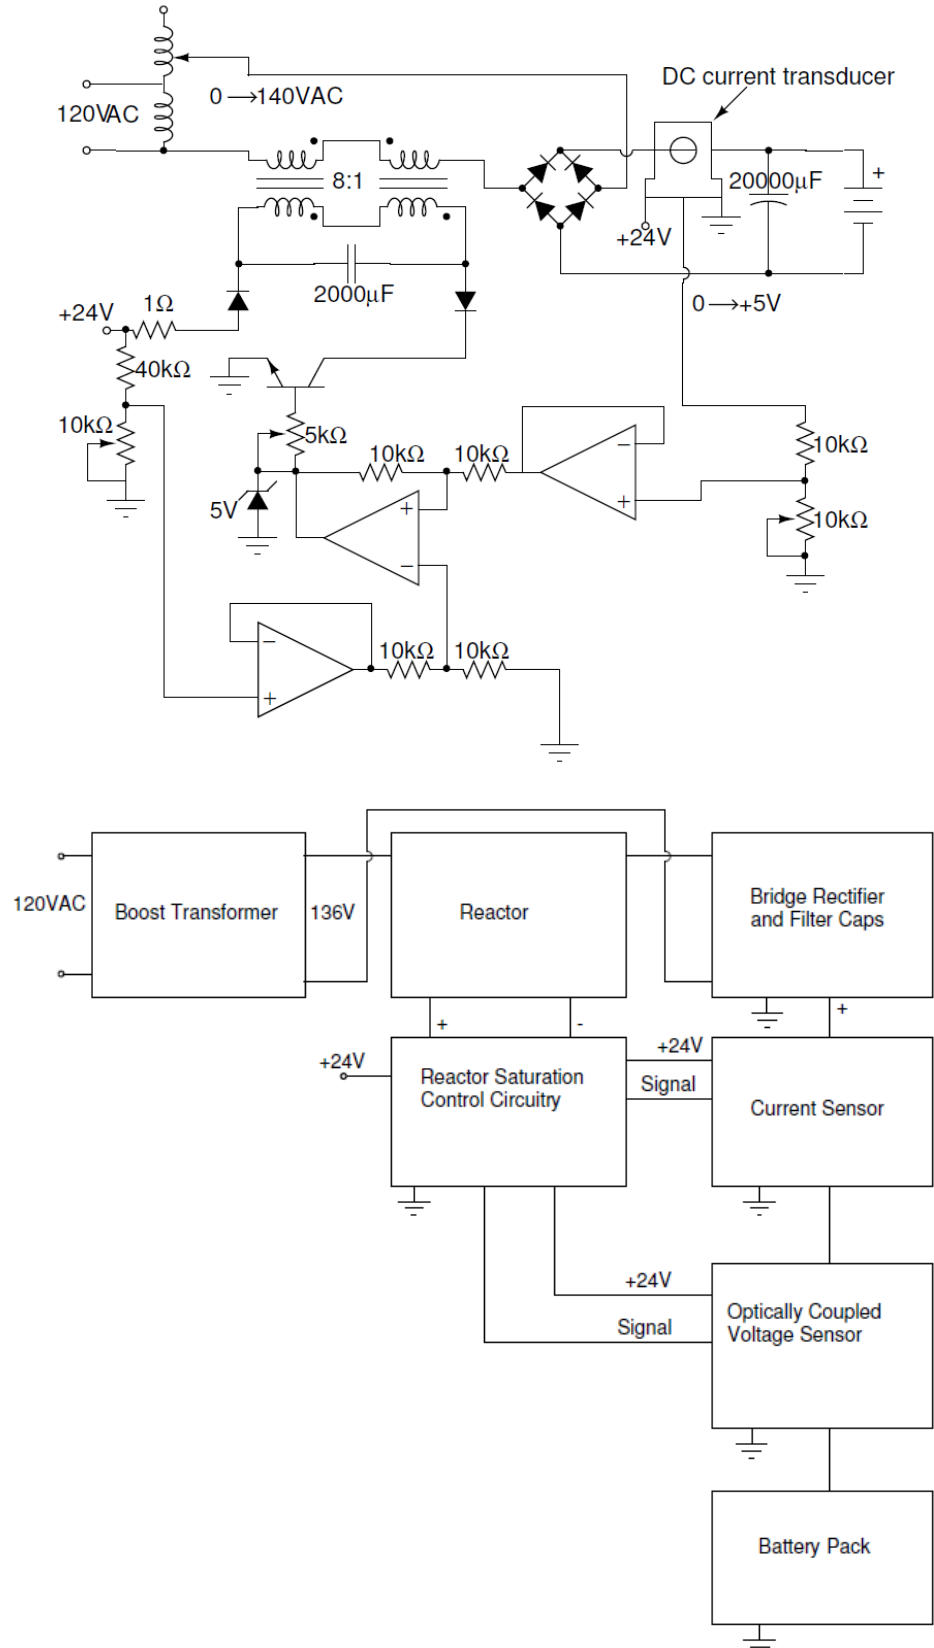 DC current transducer
0→140VAC
120VAC
8:1
20000µF
+
+24V
2000µF
0→+5V
1Ω
+24V
40kΩ
10kΩ
5kΩ
10kΩ
10kΩ
10kΩ
5V
+
−
−
+
10kΩ
10kΩ
10kΩ
−
+
120VAC
Boost Transformer
136V
Reactor
Bridge Rectifier
and Filter Caps
+
-
+
+24V
Reactor Saturation
Control Circuitry
+24V
Signal
Current Sensor
+24V
Signal
Optically Coupled
Voltage Sensor
Battery Pack